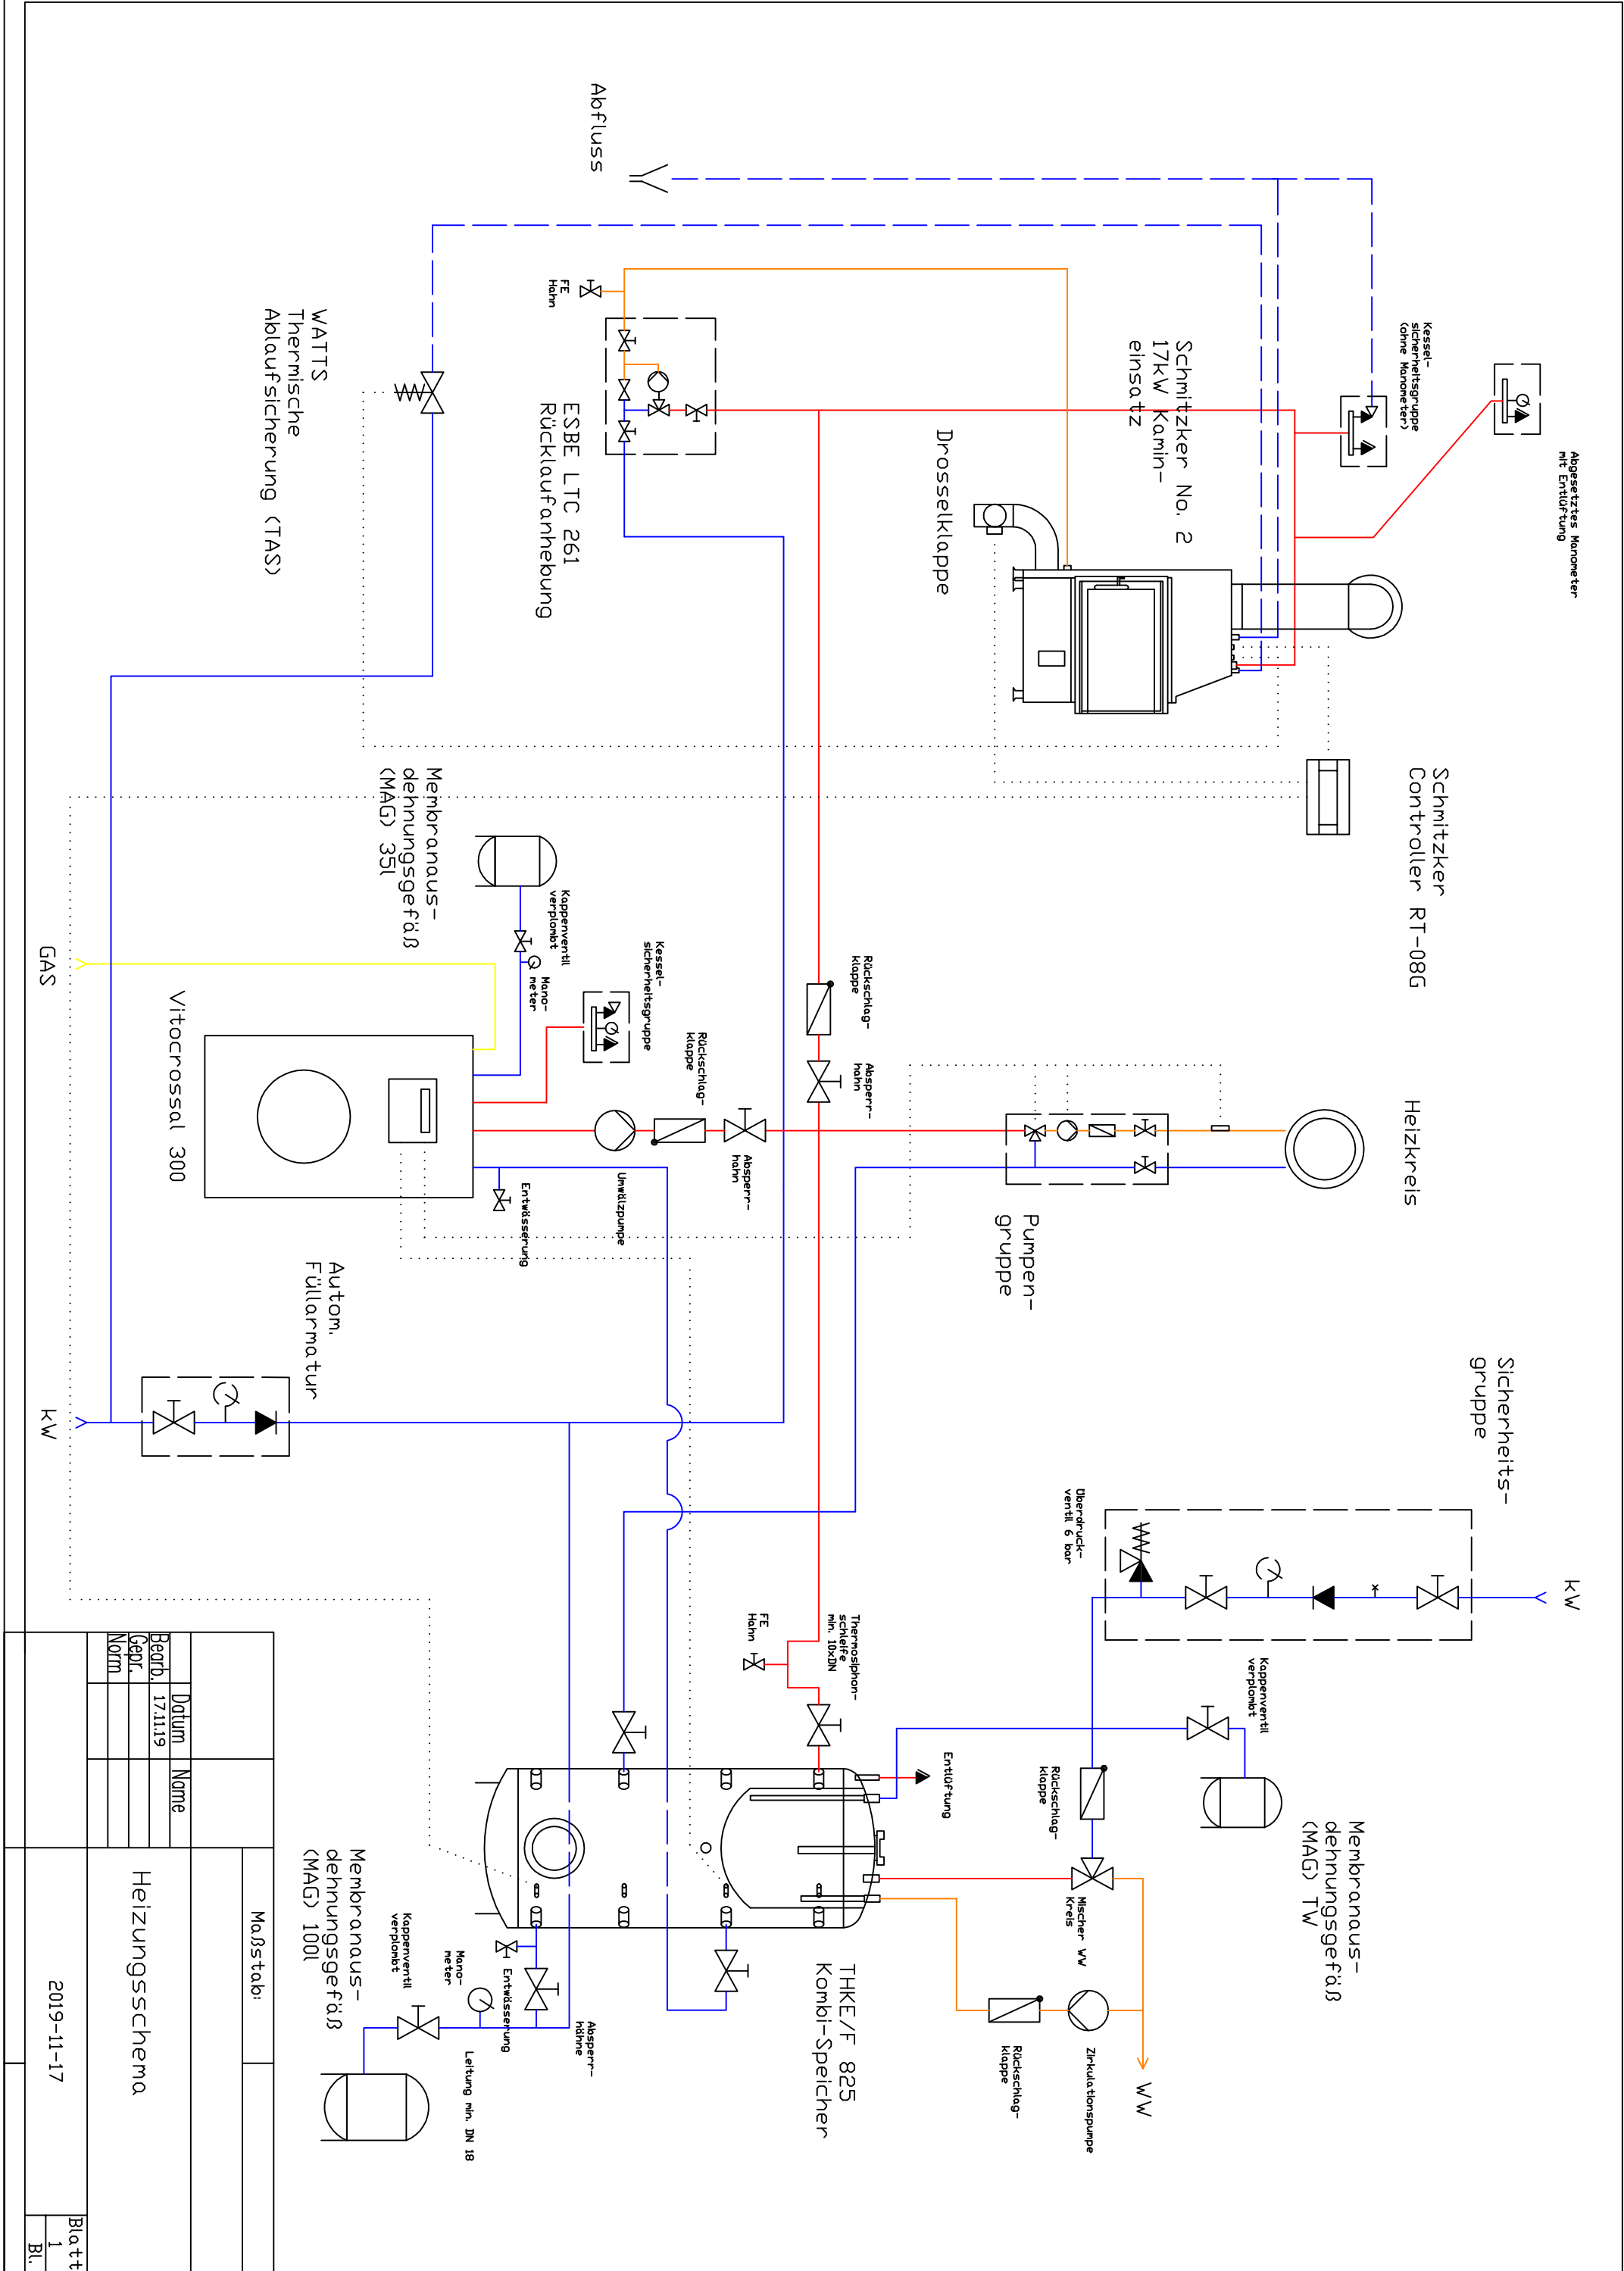 Abgesetztes Manometer
mit Entlüftung
Kessel-
sicherheitsgruppe
(ohne Manometer)
Schmitzker
Controller RT-08G
Heizkreis
Sicherheits-
gruppe
KW
Abfluss
Schmitzker No. 2
17kW Kamin-
einsatz
Drosselklappe
Pumpen-
gruppe
Überdruck-
ventil 6 bar
Kappenventil
verplombt
Membranaus-
dehnungsgefäß
(MAG) TW
FE
Hahn
ESBE LTC 261
Rücklaufanhebung
Rückschlag-
klappe
Absperr-
hahn
Thermosiphon-
schleife
min. 10xDN
FE
Hahn
Entlüftung
Rückschlag-
klappe
Mischer WW
Kreis
Zirkulationspumpe
WW
Rückschlag-
klappe
THKE/F 825
Kombi-Speicher
WATTS
Thermische
Ablaufsicherung (TAS)
Membranaus-
dehnungsgefäß
(MAG) 35l
Kappenventil
verplombt
Mano-
meter
Kessel-
sicherheitsgruppe
Rückschlag-
klappe
Absperr-
hahn
Umwälzpumpe
Entwässerung
Vitocrossal 300
GAS
Autom.
Füllarmatur
KW
Absperr-
hähne
Entwässerung
Mano-
meter
Kappenventil
verplombt
Leitung min. DN 18
Membranaus-
dehnungsgefäß
(MAG) 100l
Maßstab:
Datum
Name
Bearb.
17.11.19
Gepr.
Norm
Heizungsschema
2019-11-17
Blatt
1
Bl.